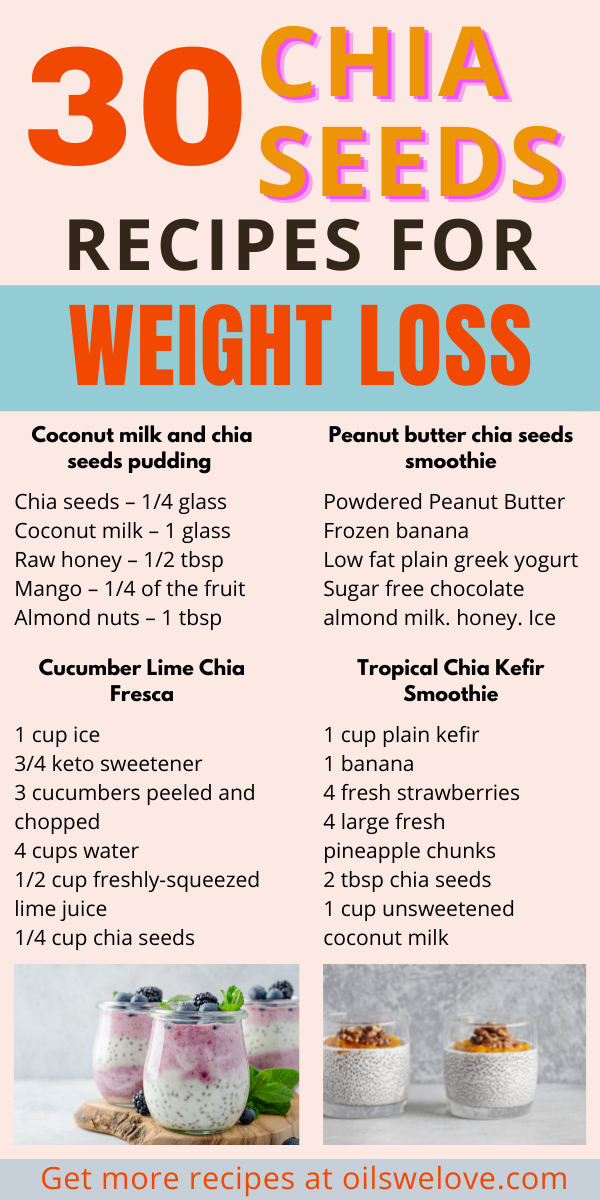 30 CHIA
SEEDS
RECIPES FOR
WEIGHT LOSS
Coconut milk and chia
seeds pudding
Chia seeds – 1/4 glass
Coconut milk – 1 glass
Raw honey – 1/2 tbsp
Mango – 1/4 of the fruit
Almond nuts – 1 tbsp
Peanut butter chia seeds
smoothie
Powdered Peanut Butter
Frozen banana
Low fat plain greek yogurt
Sugar free chocolate
almond milk. honey. Ice
Cucumber Lime Chia
Fresca
1 cup ice
3/4 keto sweetener
3 cucumbers peeled and
chopped
4 cups water
1/2 cup freshly-squeezed
lime juice
1/4 cup chia seeds
Tropical Chia Kefir
Smoothie
1 cup plain kefir
1 banana
4 fresh strawberries
4 large fresh
pineapple chunks
2 tbsp chia seeds
1 cup unsweetened
coconut milk
Get more recipes at oilswelove.com